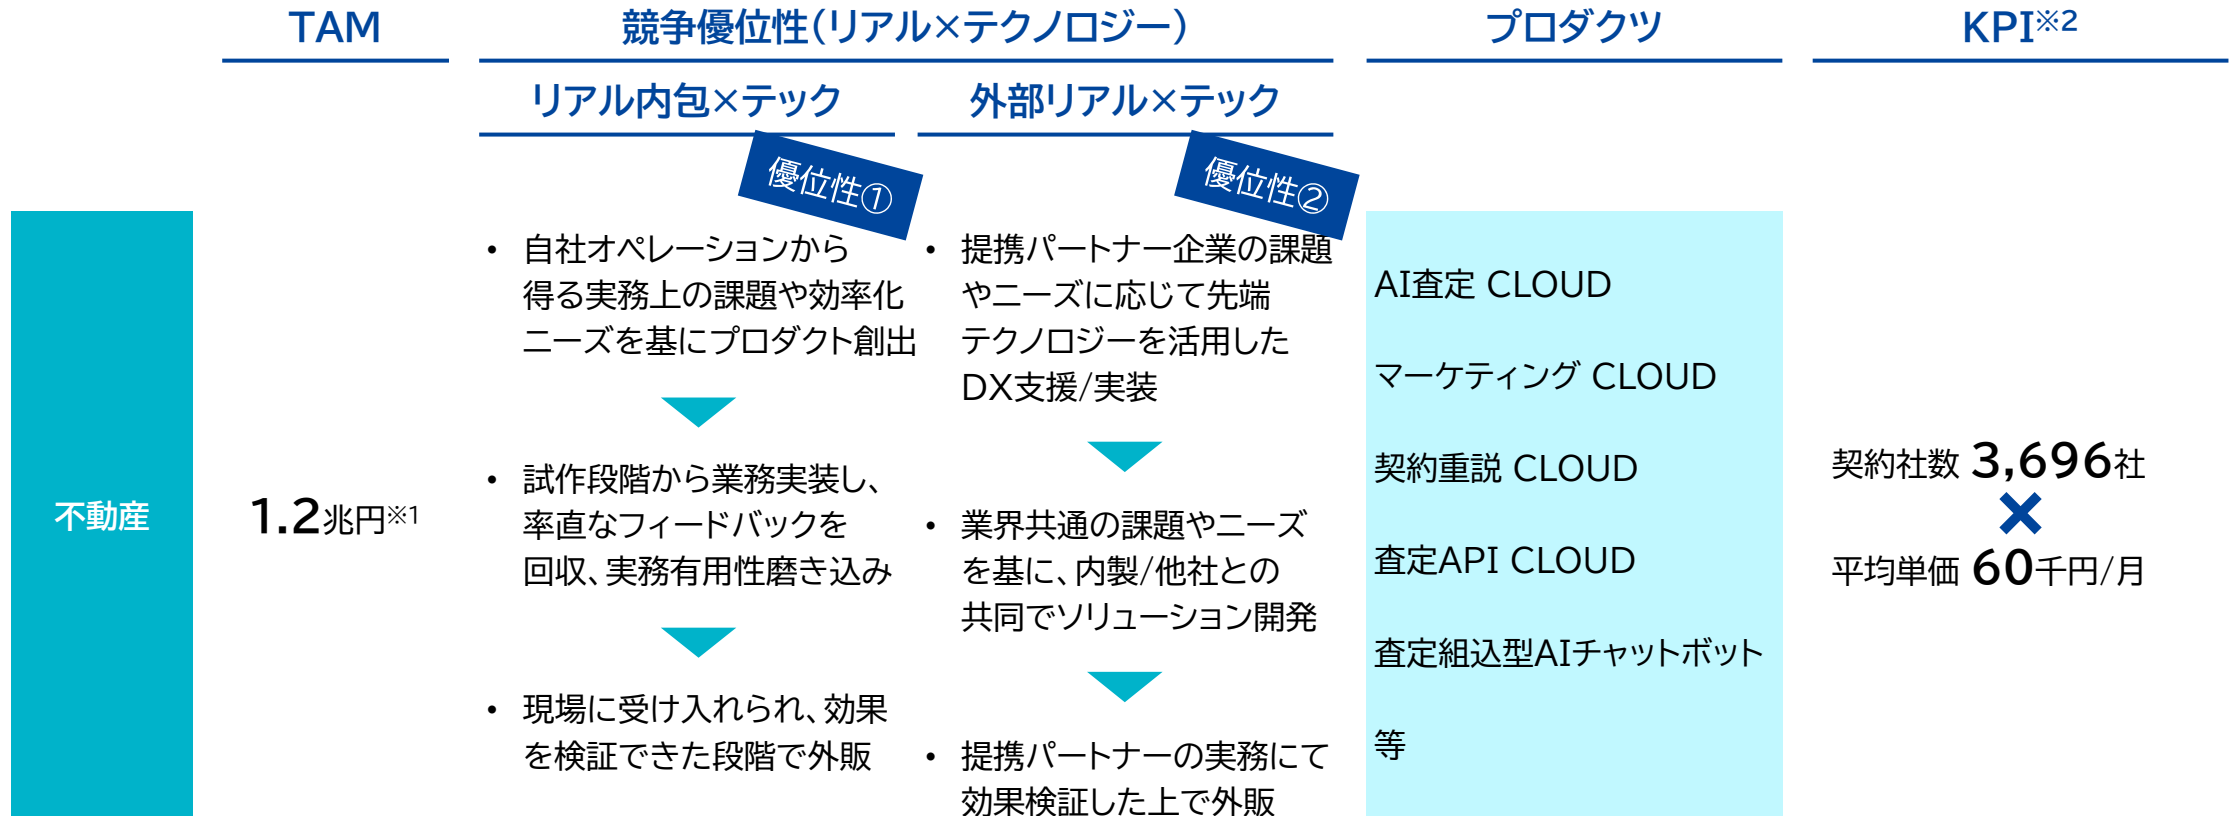 TAM
競争優位性(リアル×テクノロジー)
プロダクツ
KPI※2
リアル内包×テック
外部リアル×テック
優位性①
優位性②
不動産
1.2兆円※1
• 自社オペレーションから
得る実務上の課題や効率化
ニーズを基にプロダクト創出
• 試作段階から業務実装し、
率直なフィードバックを
回収、実務有用性磨き込み
• 現場に受け入れられ、効果
を検証できた段階で外販
• 提携パートナー企業の課題
やニーズに応じて先端
テクノロジーを活用した
DX支援/実装
• 業界共通の課題やニーズ
を基に、内製/他社との
共同でソリューション開発
• 提携パートナーの実務にて
効果検証した上で外販
AI査定 CLOUD
マーケティング CLOUD
契約重説 CLOUD
査定API CLOUD
査定組込型AIチャットボット
等
契約社数 3,696社
×
平均単価 60千円/月